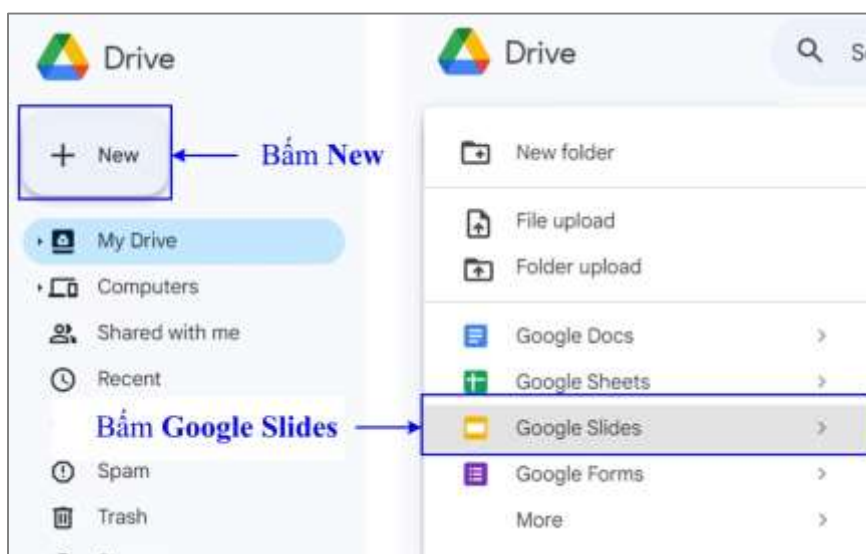 Drive
New
Bấm New
My Drive
Computers
Shared with me
Recent
Bấm Google Slides
Spam
Trash
Drive
New folder
File upload
Folder upload
Google Docs
Google Sheets
Google Slides
Google Forms
More